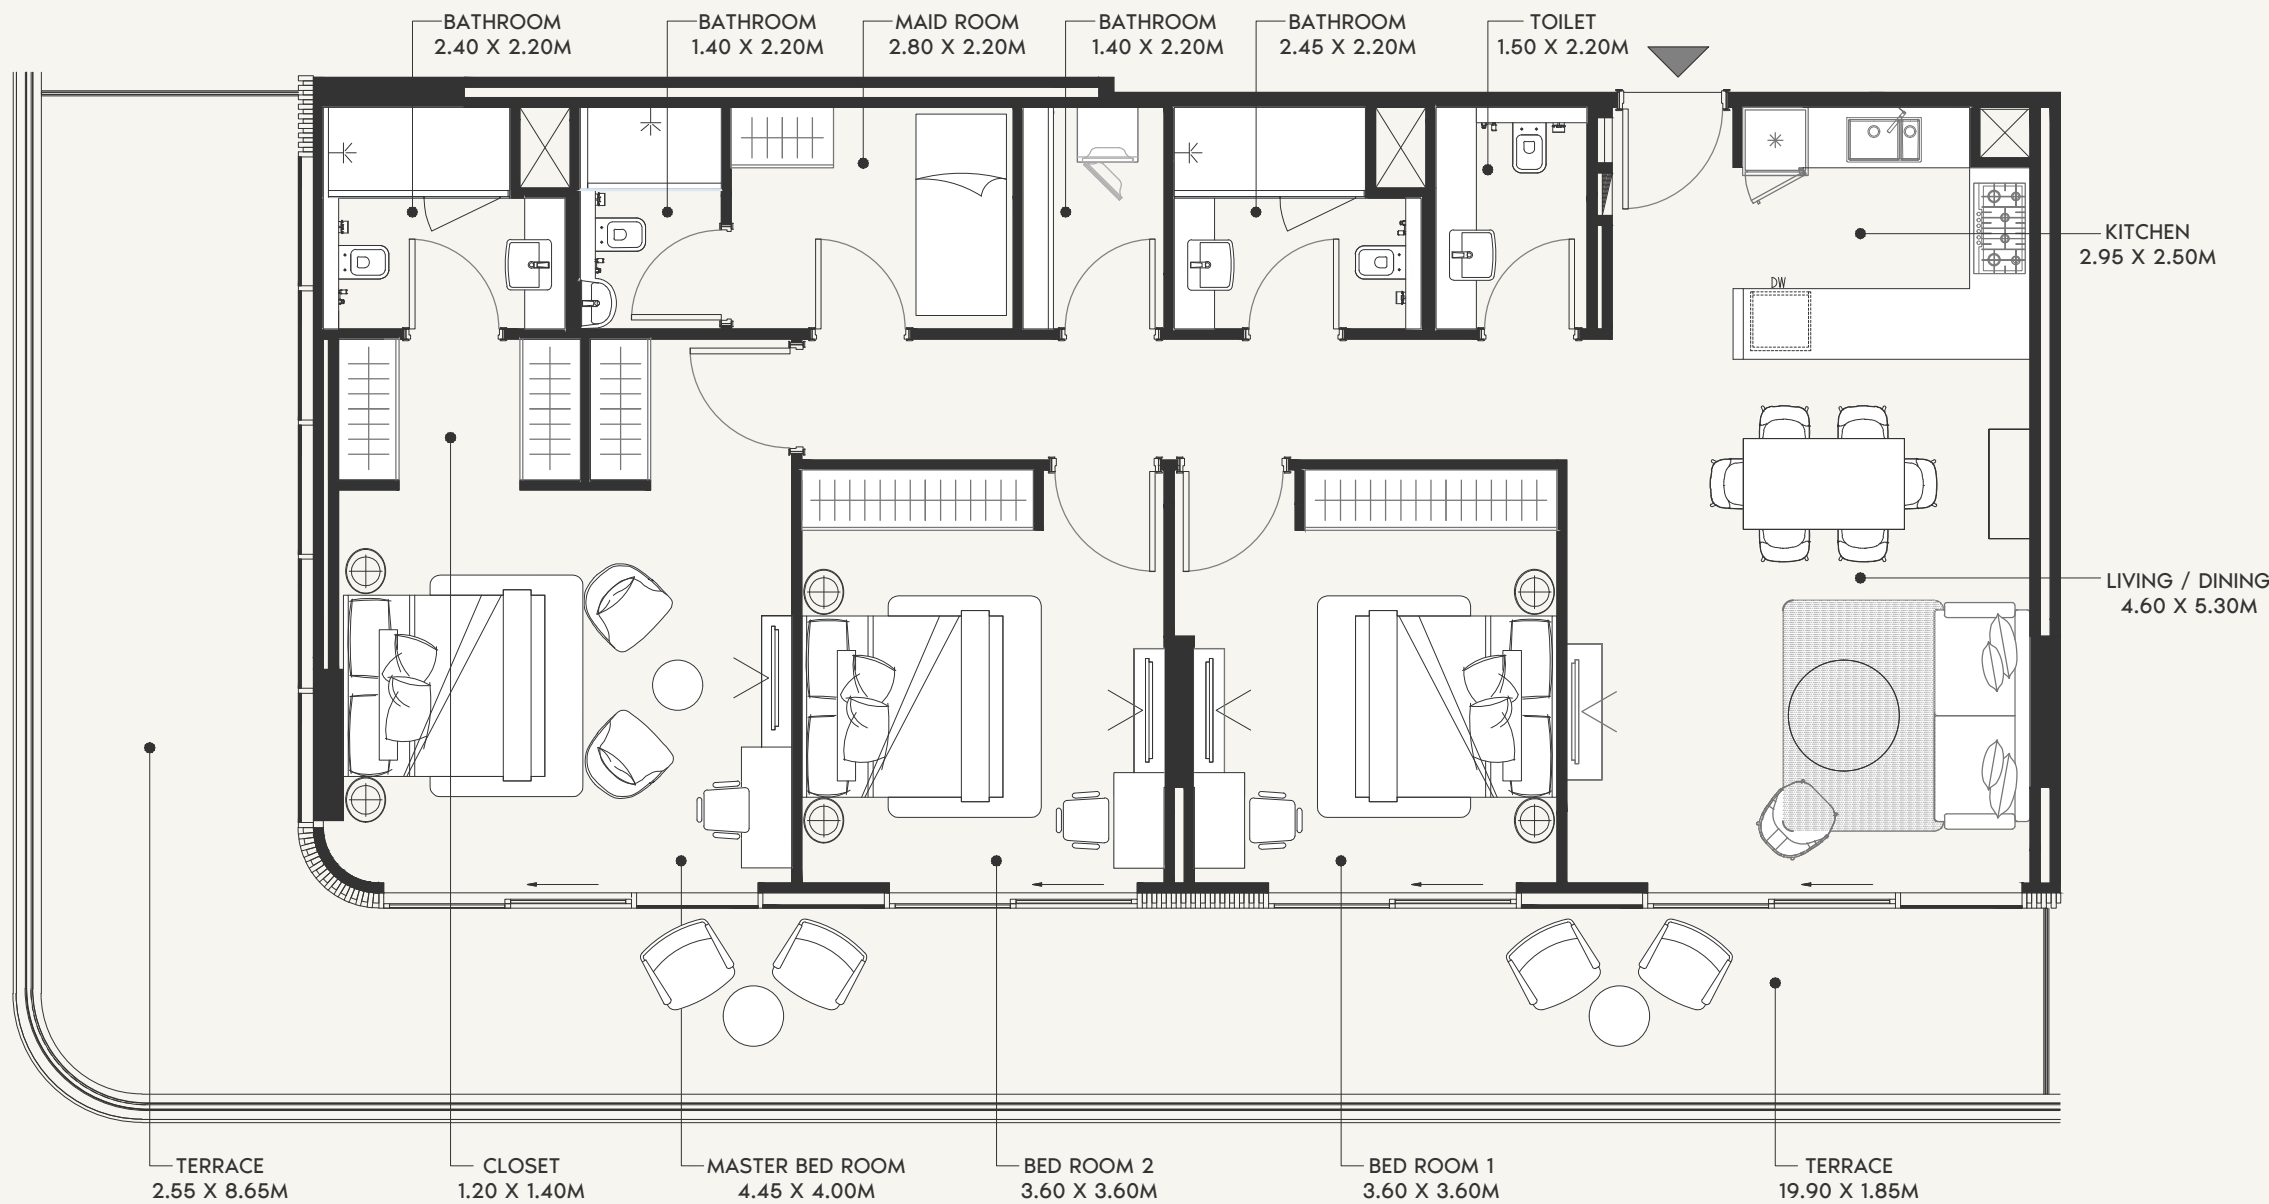 BATHROOM
2.40 X 2.20M
BATHROOM
1.40 X 2.20M
MAID ROOM
2.80 X 2.20M
BATHROOM
1.40 X 2.20M
BATHROOM
2.45 X 2.20M
TOILET
1.50 X 2.20M
KITCHEN
2.95 X 2.50M
DW
LIVING / DINING
4.60 X 5.30M
TERRACE
2.55 X 8.65M
CLOSET
1.20 X 1.40M
MASTER BED ROOM
4.45 X 4.00M
BED ROOM 2
3.60 X 3.60M
BED ROOM 1
3.60 X 3.60M
TERRACE
19.90 X 1.85M